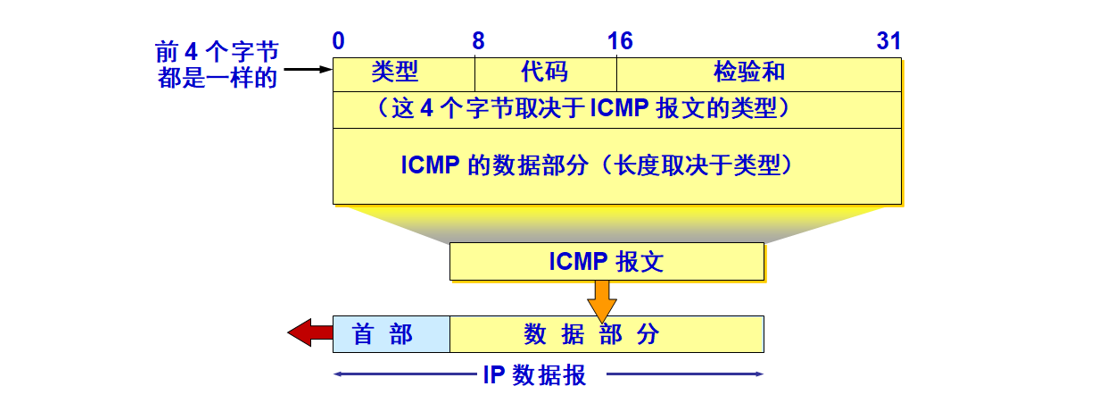 0 8 16 31
前 4 个字节
都是一样的
类型 代码 检验和
（这 4 个字节取决于 ICMP 报文的类型）
ICMP 的数据部分（长度取决于类型）
ICMP 报文
首 部 数 据 部 分
IP 数据报